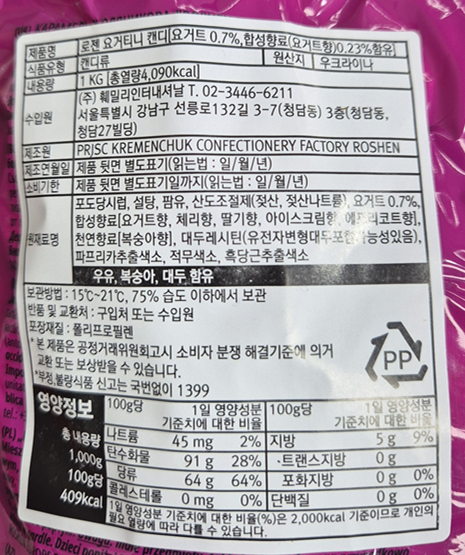 제품명 로젠 요거티니 캔디[요거트 0.7%,합성향료(요거트향)0.23%함유]
식품유형 캔디류 원산지 우크라이나
내용량 1 KG [총열량4,090kcal]
수입원 (주) 훼밀리인터내셔날 T. 02-3446-6211
서울특별시 강남구 선릉로132길 3-7(청담동) 3층(청담동,
청담27빌딩)
제조원 PRJSC KREMENCHUK CONFECTIONERY FACTORY ROSHEN
제조연월일 제품 뒷면 별도표기(읽는법 : 일/월/년)
소비기한 제품 뒷면 별도표기일까지(읽는법 : 일/월/년)
원재료명 포도당시럽, 설탕, 팜유, 산도조절제(젖산, 젖산나트륨), 요거트 0.7%,
합성향료[요거트향, 체리향, 딸기향, 아이스크림향, 애프리코트향],
천연향료[복숭아향], 대두레시틴(유전자변형대두포함가능성있음),
파프리카추출색소, 적무색소, 흑당근추출색소
우유, 복숭아, 대두 함유
보관방법 : 15℃~21℃, 75% 습도 이하에서 보관
반품 및 교환처 : 구입처 또는 수입원
포장재질 : 폴리프로필렌
* 본 제품은 공정거래위원회고시 소비자 분쟁 해결기준에 의거
교환 또는 보상받을 수 있습니다.
*부정,불량식품 신고는 국번없이 1399
PP
영양정보 100g당 1일 영양성분 기준치에 대한 비율 100g당 1일 영양성분 기준치에 대한 비율
총 내용량 1,000g
100g당
409kcal
나트륨 45 mg 2% 지방 5 g 9%
탄수화물 91 g 28% ·트랜스지방 0 g
당류 64 g 64% 포화지방 0 g 0%
콜레스테롤 0 mg 0% 단백질 0 g 0%
1일 영양성분 기준치에 대한 비율(%)은 2,000kcal 기준이므로 개인의
필요 열량에 따라 다를 수 있습니다.